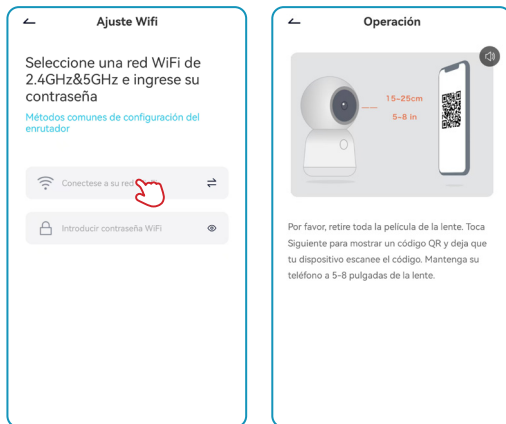 Ajuste Wifi
Seleccione una red WiFi de
2.4GHz&5GHz e ingrese su
contraseña
Métodos comunes de configuración del
enrutador
Conectese a su red
Introducir contraseña WiFi
Operación
15-25cm
5-8 in
Por favor, retire toda la película de la lente. Toca
Siguiente para mostrar un código QR y deja que
tu dispositivo escanee el código. Mantenga su
teléfono a 5-8 pulgadas de la lente.